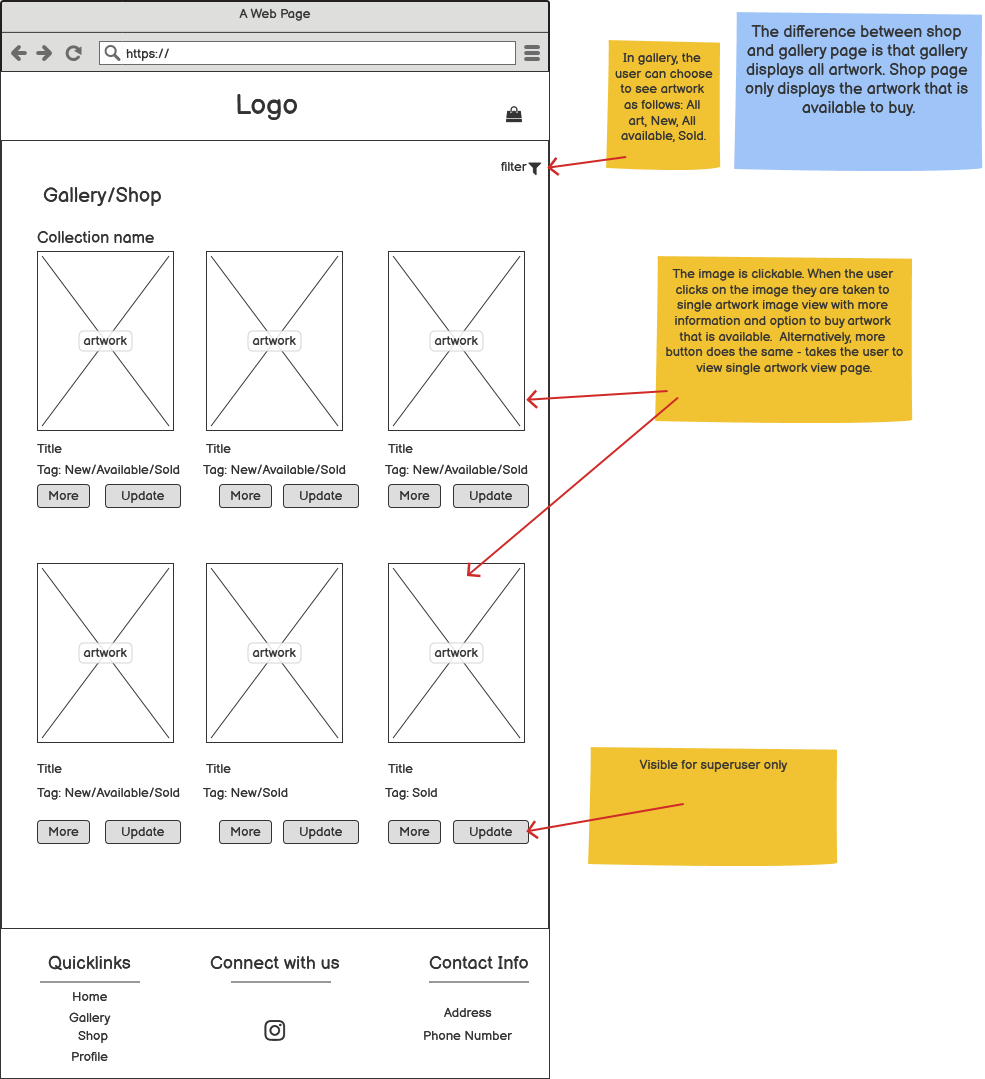 A Web Page
https://
Logo
filter
Gallery/Shop
Collection name
artwork
artwork
artwork
Title
Title
Title
Tag: New/Available/Sold
Tag: New/Available/Sold
Tag: New/Available/Sold
More
Update
More
Update
More
Update
artwork
artwork
artwork
Title
Title
Title
Tag: New/Available/Sold
Tag: New/Sold
Tag: Sold
More
Update
More
Update
More
Update
Quicklinks
Home
Gallery
Shop
Profile
Connect with us
Contact Info
Address
Phone Number
In gallery, the
user can choose
to see artwork
as follows: All
art, New, All
available, Sold.
The difference between shop
and gallery page is that gallery
displays all artwork. Shop page
only displays the artwork that is
available to buy.
The image is clickable. When the user
clicks on the image they are taken to
single artwork image view with more
information and option to buy artwork
that is available. Alternatively, more
button does the same - takes the user to
view single artwork view page.
Visible for superuser only